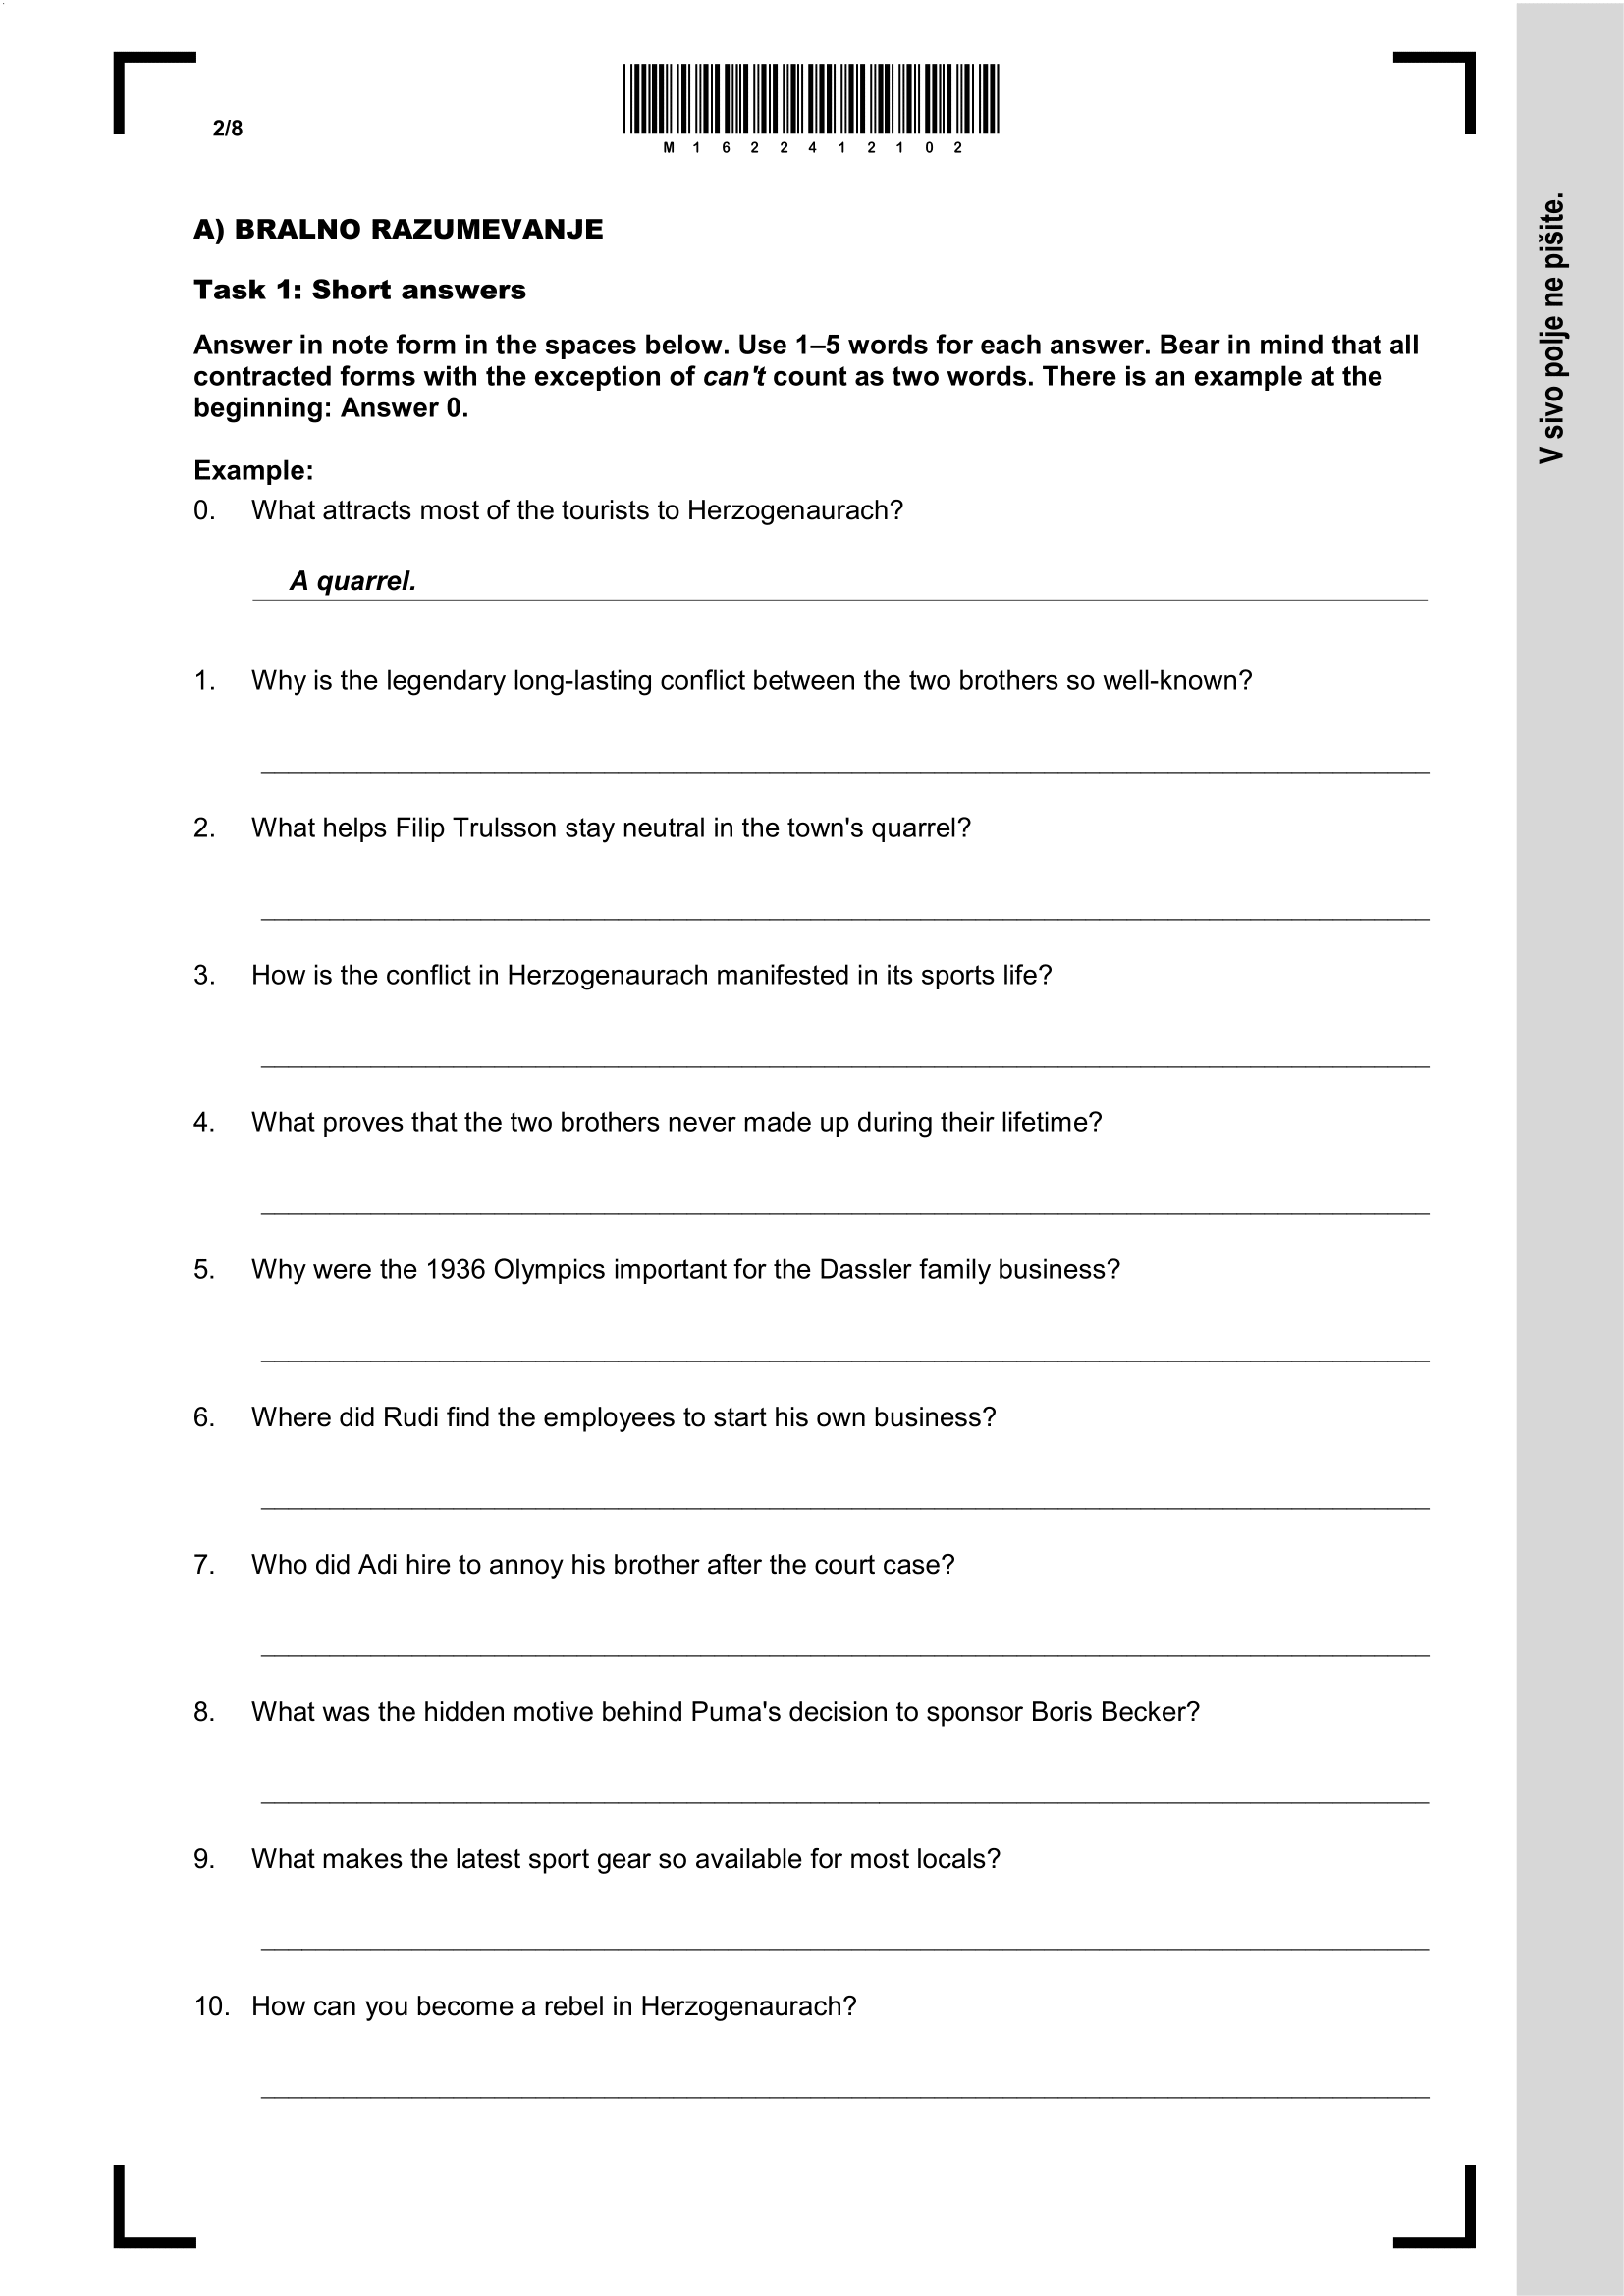 2/8
M 1 6 2 2 4 1 2 1 0 2
V sivo polje ne pišite.
A) BRALNO RAZUMEVANJE
Task 1: Short answers
Answer in note form in the spaces below. Use 1–5 words for each answer. Bear in mind that all
contracted forms with the exception of can't count as two words. There is an example at the
beginning: Answer 0.
Example:
0. What attracts most of the tourists to Herzogenaurach?
A quarrel.
1. Why is the legendary long-lasting conflict between the two brothers so well-known?
2. What helps Filip Trulsson stay neutral in the town's quarrel?
3. How is the conflict in Herzogenaurach manifested in its sports life?
4. What proves that the two brothers never made up during their lifetime?
5. Why were the 1936 Olympics important for the Dassler family business?
6. Where did Rudi find the employees to start his own business?
7. Who did Adi hire to annoy his brother after the court case?
8. What was the hidden motive behind Puma's decision to sponsor Boris Becker?
9. What makes the latest sport gear so available for most locals?
10. How can you become a rebel in Herzogenaurach?